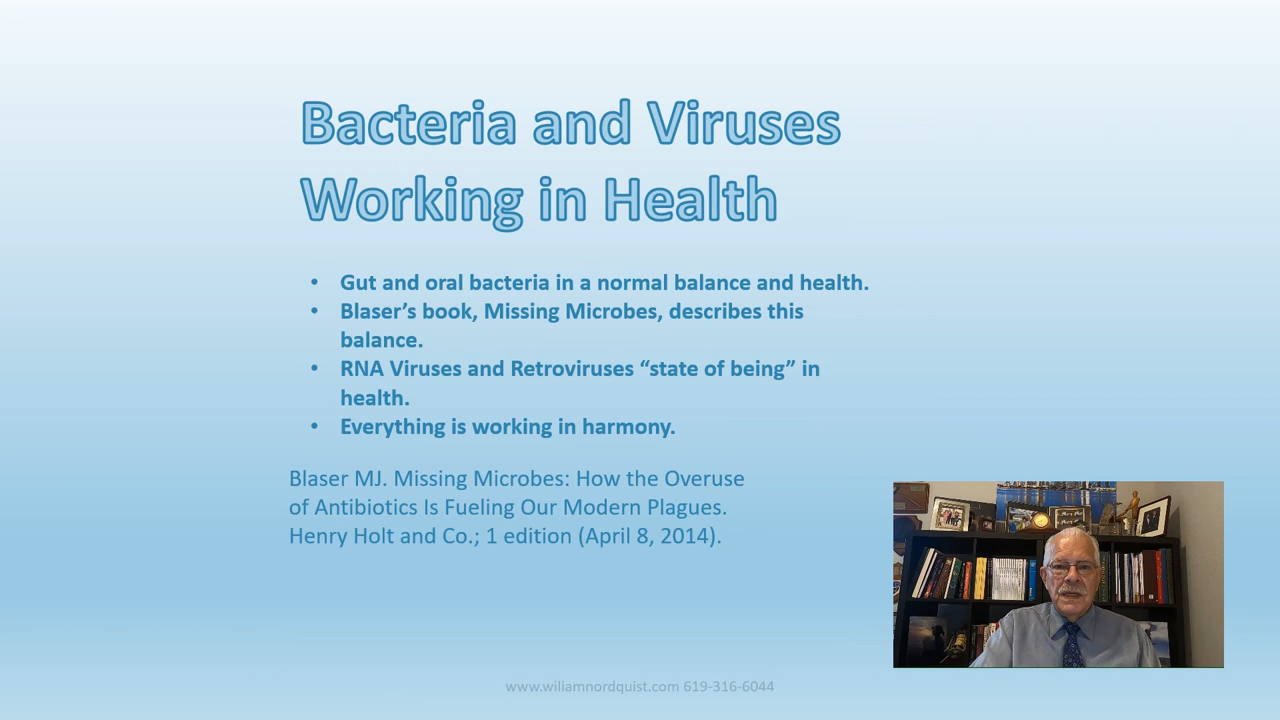 Bacteria and Viruses
Working in Health
• Gut and oral bacteria in a normal balance and health.
• Blaser’s book, Missing Microbes, describes this
balance.
• RNA Viruses and Retroviruses “state of being” in
health.
• Everything is working in harmony.
Blaser MJ. Missing Microbes: How the Overuse
of Antibiotics Is Fueling Our Modern Plagues.
Henry Holt and Co.; 1 edition (April 8, 2014).
www.wiliamnordquist.com 619-316-6044